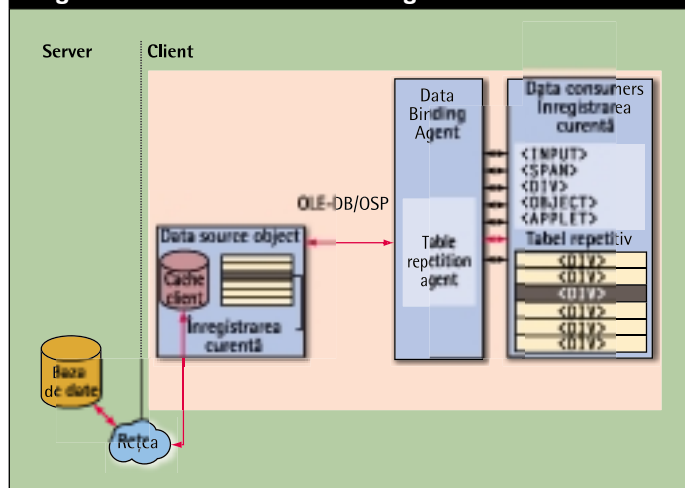 Server
Client
Data
Binding
Agent
Data consumers
Înregistrarea
curentă
<INPUT>
<SPAN>
<DIV>
<OBJECT>
<APPLET>
Tabel repetitiv
<DIV>
<DIV>
<DIV>
<DIV>
<DIV>
<DIV>
OLE-DB/OSP
Table
repetition
agent
Data source object
Cache
client
Înregistrarea
curentă
Baza
de date
Rețea